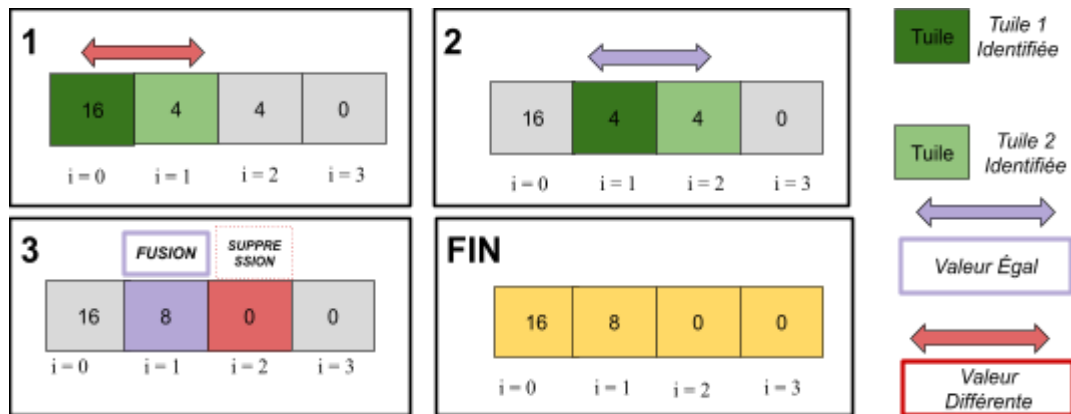 1
16 4 4 0
i = 0 i = 1 i = 2 i = 3
2
16 4 4 0
i = 0 i = 1 i = 2 i = 3
3
FUSION
SUPPRE
SSION
16 8 0 0
i = 0 i = 1 i = 2 i = 3
FIN
16 8 0 0
i = 0 i = 1 i = 2 i = 3
Tuile
Tuile 1
Identifiée
Tuile
Tuile 2
Identifiée
Valeur Égal
Valeur
Différente